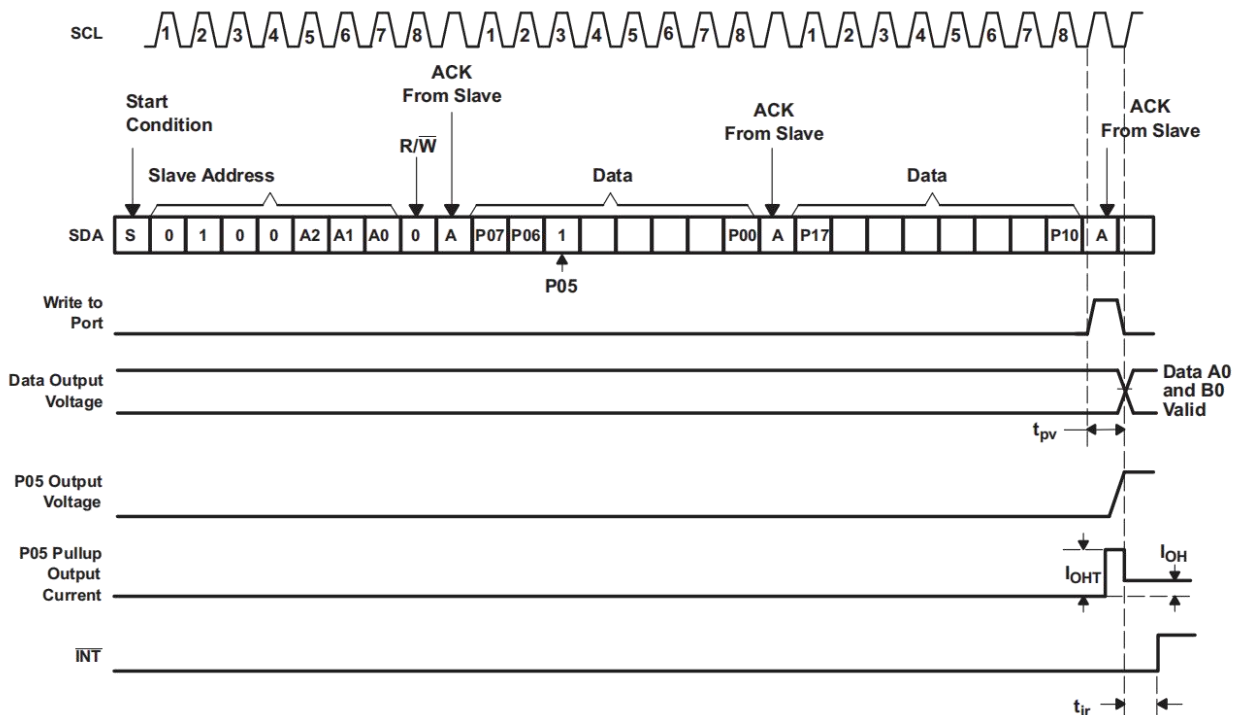 SCL 1 2 3 4 5 6 7 8 1 2 3 4 5 6 7 8 1 2 3 4 5 6 7 8
Start
Condition
R/W̅
ACK
From Slave
ACK
From Slave
ACK
From Slave
Slave Address
Data
Data
SDA S 0 1 0 0 A2 A1 A0 0 A P07 P06 1 P00 A P17 P10 A
P05
Write to
Port
Data Output
Voltage
Data A0
and B0
Valid
tpv
P05 Output
Voltage
P05 Pullup
Output
Current
IOHT
IOH
I̅N̅T̅
tir